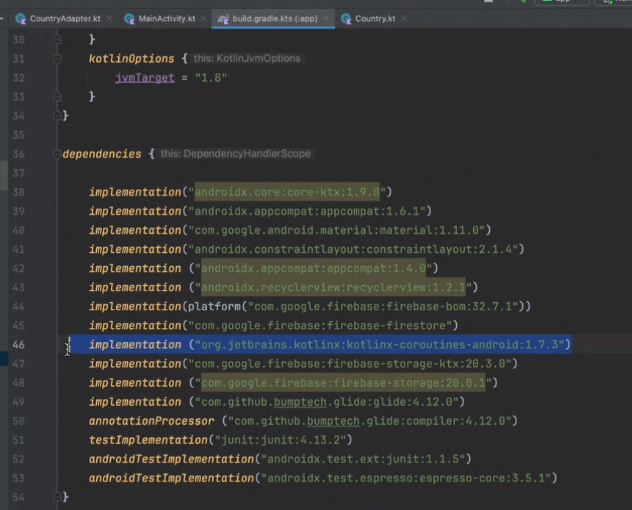 CountryAdapter.kt × MainActivity.kt × build.gradle.kts (:app) × Country.kt ×
30 }
31 kotlinOptions { this: KotlinJvmOptions
32 jvmTarget = "1.8"
33 }
34 }
35
36 dependencies { this: DependencyHandlerScope
37
38 implementation("androidx.core:core-ktx:1.9.0")
39 implementation("androidx.appcompat:appcompat:1.6.1")
40 implementation("com.google.android.material:material:1.11.0")
41 implementation("androidx.constraintlayout:constraintlayout:2.1.4")
42 implementation ("androidx.appcompat:appcompat:1.4.0")
43 implementation ("androidx.recyclerview:recyclerview:1.2.1")
44 implementation(platform("com.google.firebase:firebase-bom:32.7.1"))
45 implementation("com.google.firebase:firebase-firestore")
46 implementation ("org.jetbrains.kotlinx:kotlinx-coroutines-android:1.7.3")
47 implementation("com.google.firebase:firebase-storage-ktx:20.3.0")
48 implementation ("com.google.firebase:firebase-storage:20.0.1")
49 implementation ("com.github.bumptech.glide:glide:4.12.0")
50 annotationProcessor ("com.github.bumptech.glide:compiler:4.12.0")
51 testImplementation("junit:junit:4.13.2")
52 androidTestImplementation("androidx.test.ext:junit:1.1.5")
53 androidTestImplementation("androidx.test.espresso:espresso-core:3.5.1")
54 }